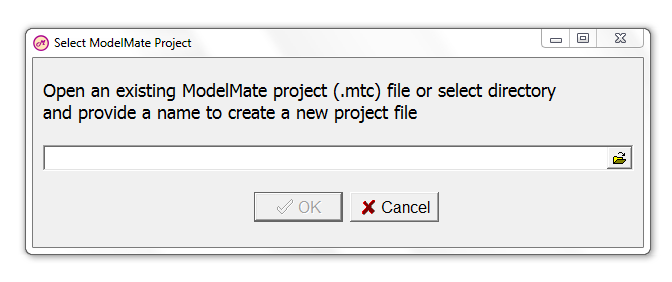 Select ModelMate Project
Open an existing ModelMate project (.mtc) file or select directory
and provide a name to create a new project file
OK
Cancel